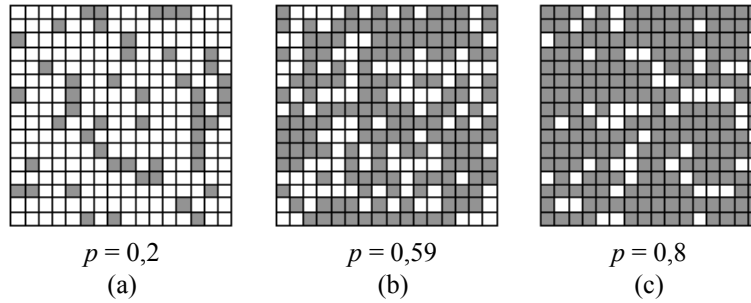 p = 0,2 p = 0,59 p = 0,8
(a) (b) (c)